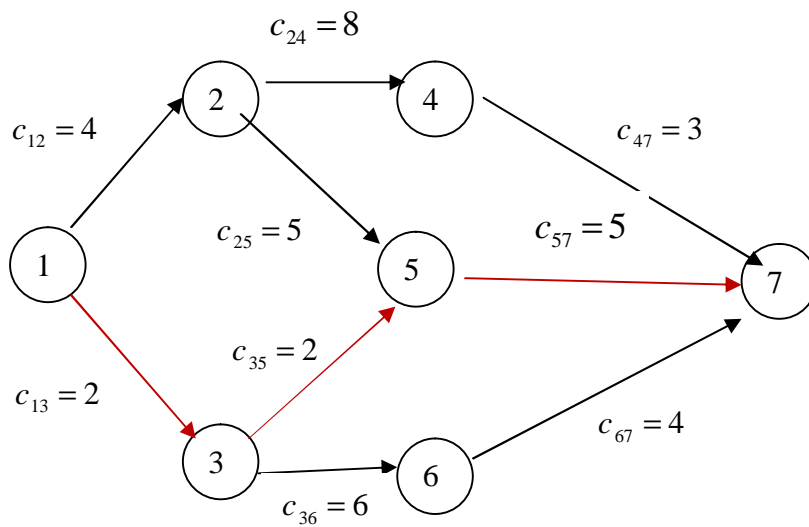 c₂₄ = 8
2
4
c₁₂ = 4
c₄₇ = 3
c₂₅ = 5
c₅₇ = 5
1
5
7
c₃₅ = 2
c₁₃ = 2
3
6
c₆₇ = 4
c₃₆ = 6